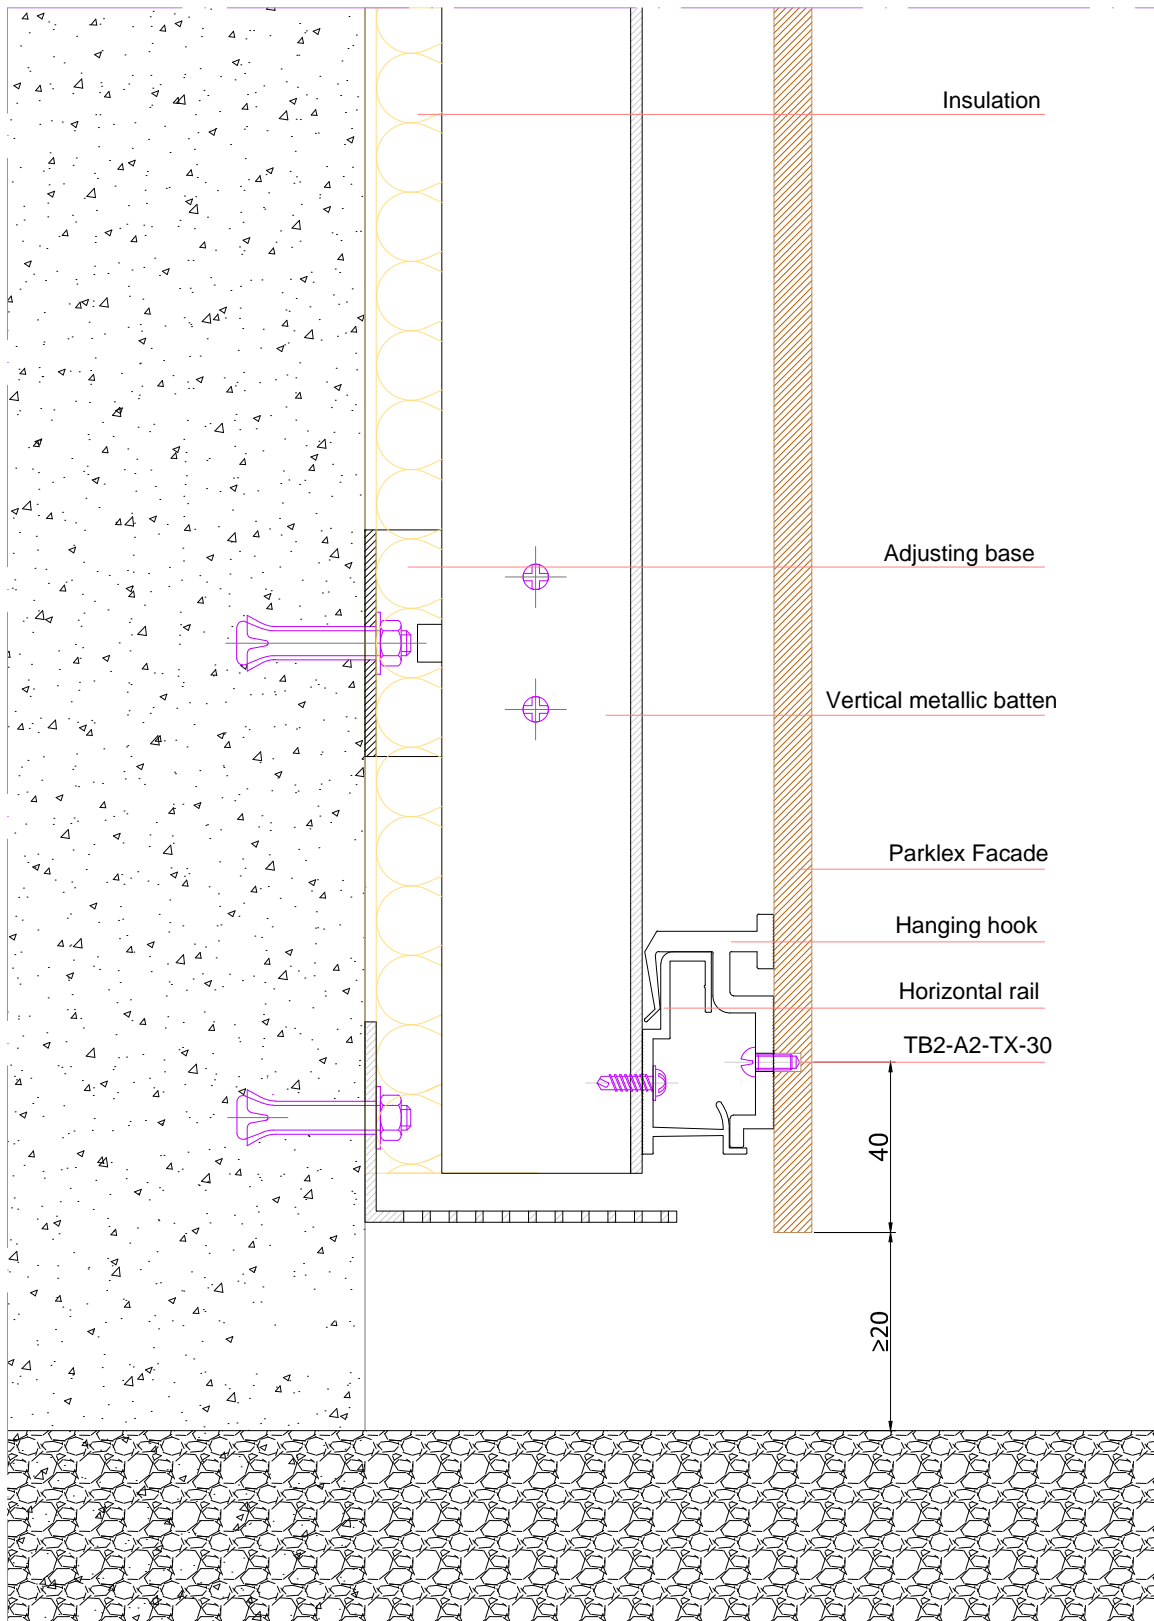 Insulation
Adjusting base
Vertical metallic batten
Parklex Facade
Hanging hook
Horizontal rail
TB2-A2-TX-30
40
≥20